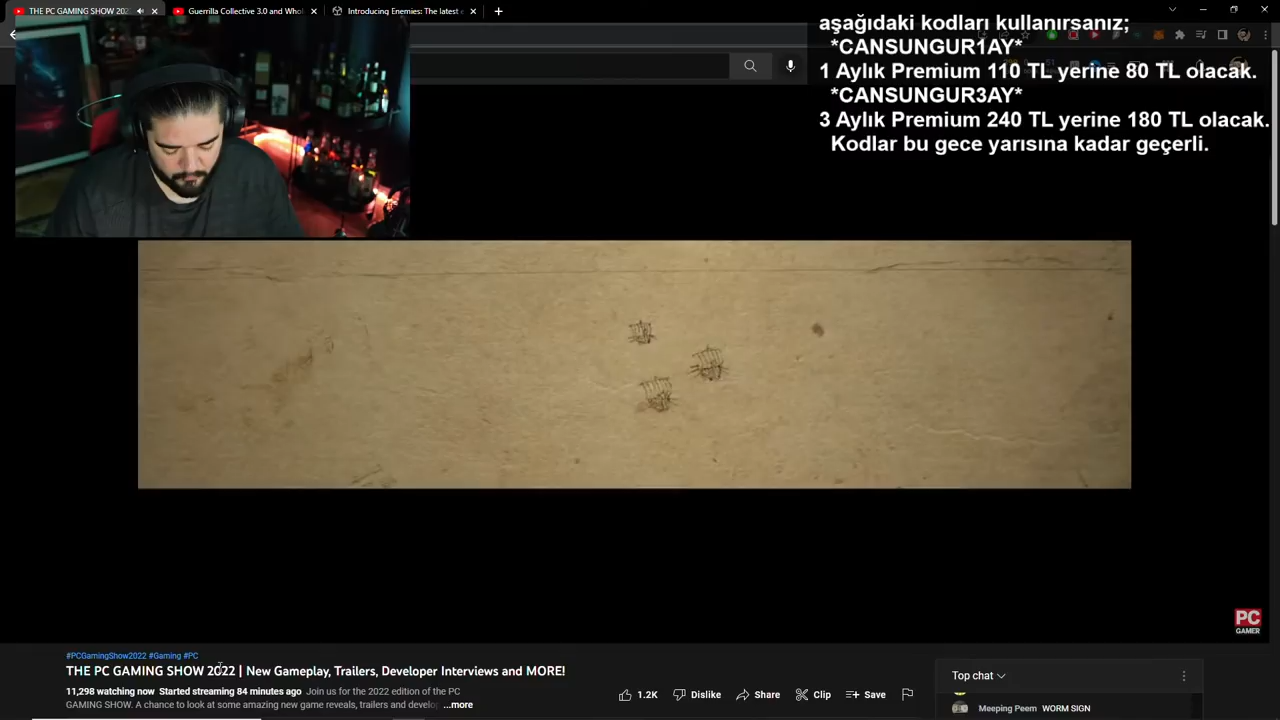 THE PC GAMING SHOW 202
Guerrilla Collective 3.0 and Whol
Introducing Enemies: The latest e
aşağıdaki kodları kullanırsanız;
*CANSUNGUR1AY*
1 Aylık Premium 110 TL yerine 80 TL olacak.
*CANSUNGUR3AY*
3 Aylık Premium 240 TL yerine 180 TL olacak.
Kodlar bu gece yarısına kadar geçerli.
PC
GAMER
#PCGamingShow2022 #Gaming #PC
THE PC GAMING SHOW 2022 | New Gameplay, Trailers, Developer Interviews and MORE!
11,298 watching now Started streaming 84 minutes ago Join us for the 2022 edition of the PC
GAMING SHOW. A chance to look at some amazing new game reveals, trailers and develo ...more
1.2K Dislike Share Clip Save
Top chat
Meeping Peem WORM SIGN